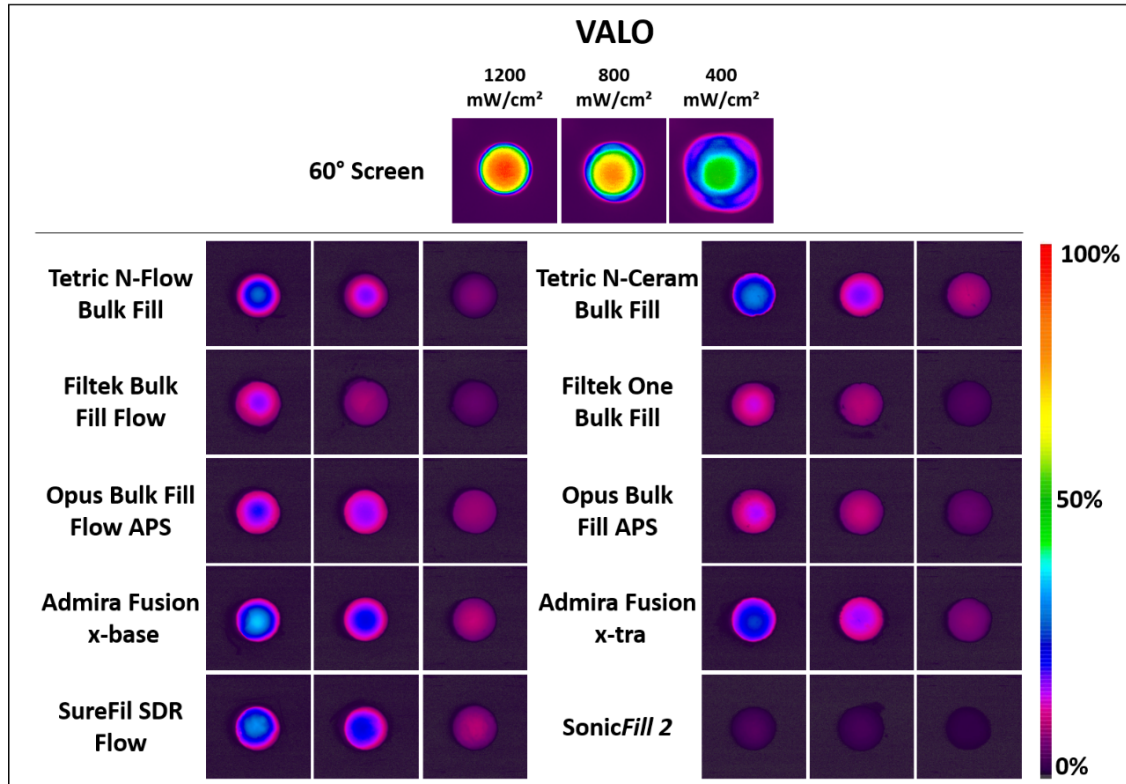 VALO
1200
mW/cm²
800
mW/cm²
400
mW/cm²
60° Screen
100%
50%
0%
Tetric N-Flow
Bulk Fill
Tetric N-Ceram
Bulk Fill
Filtek Bulk
Fill Flow
Filtek One
Bulk Fill
Opus Bulk Fill
Flow APS
Opus Bulk
Fill APS
Admira Fusion
x-base
Admira Fusion
x-tra
SureFil SDR
Flow
SonicFill 2